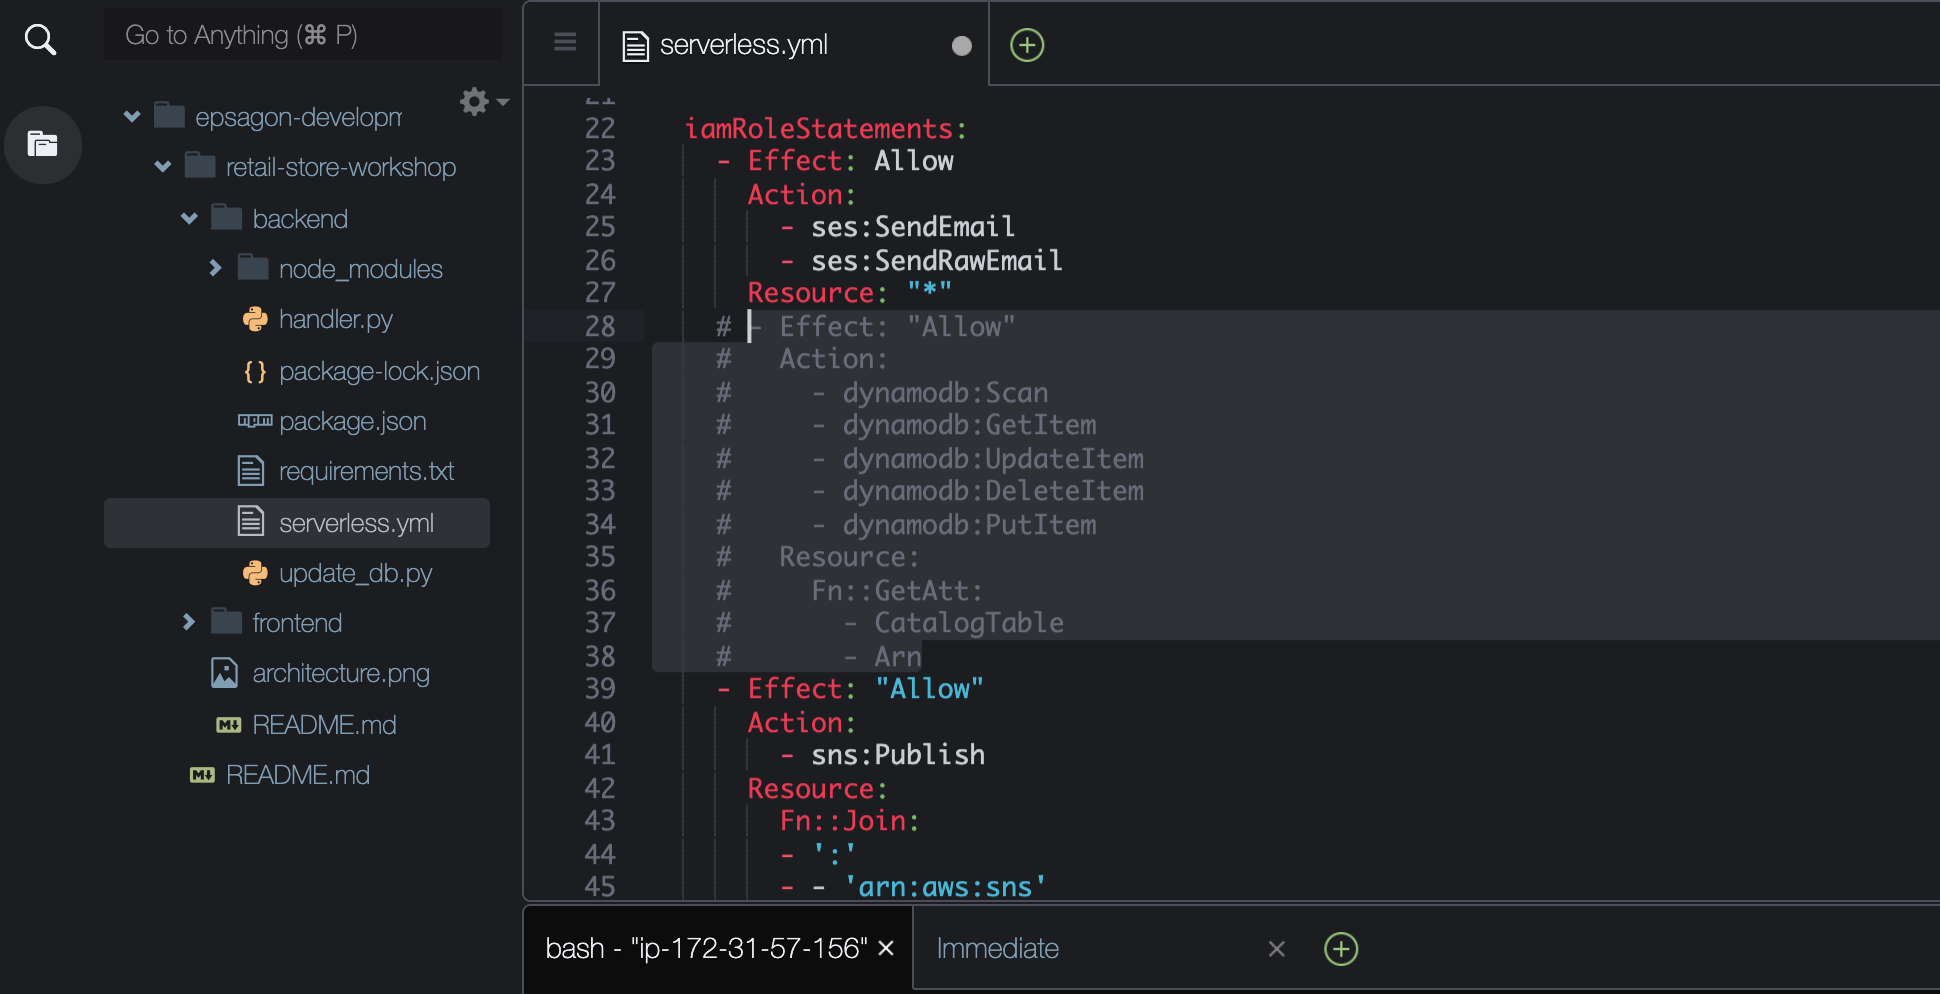 Go to Anything (⌘ P)
epsagon-developm
retail-store-workshop
backend
node_modules
handler.py
{} package-lock.json
package.json
requirements.txt
serverless.yml
update_db.py
frontend
architecture.png
M↓ README.md
M↓ README.md
serverless.yml
21
22 iamRoleStatements:
23 - Effect: Allow
24 Action:
25 - ses:SendEmail
26 - ses:SendRawEmail
27 Resource: "*"
28 # - Effect: "Allow"
29 # Action:
30 # - dynamodb:Scan
31 # - dynamodb:GetItem
32 # - dynamodb:UpdateItem
33 # - dynamodb:DeleteItem
34 # - dynamodb:PutItem
35 # Resource:
36 # Fn::GetAtt:
37 # - CatalogTable
38 # - Arn
39 - Effect: "Allow"
40 Action:
41 - sns:Publish
42 Resource:
43 Fn::Join:
44 - ':'
45 - - 'arn:aws:sns'
bash - "ip-172-31-57-156" ×
Immediate ×